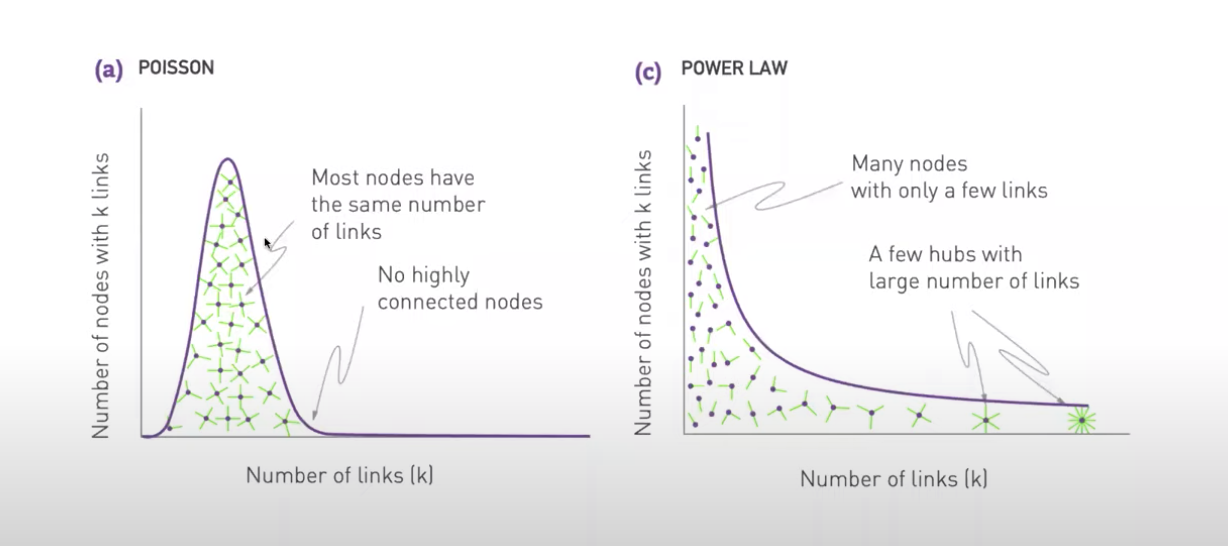 (a) POISSON
Number of nodes with k links
Most nodes have
the same number
of links
No highly
connected nodes
Number of links (k)
(c) POWER LAW
Number of nodes with k links
Many nodes
with only a few links
A few hubs with
large number of links
Number of links (k)